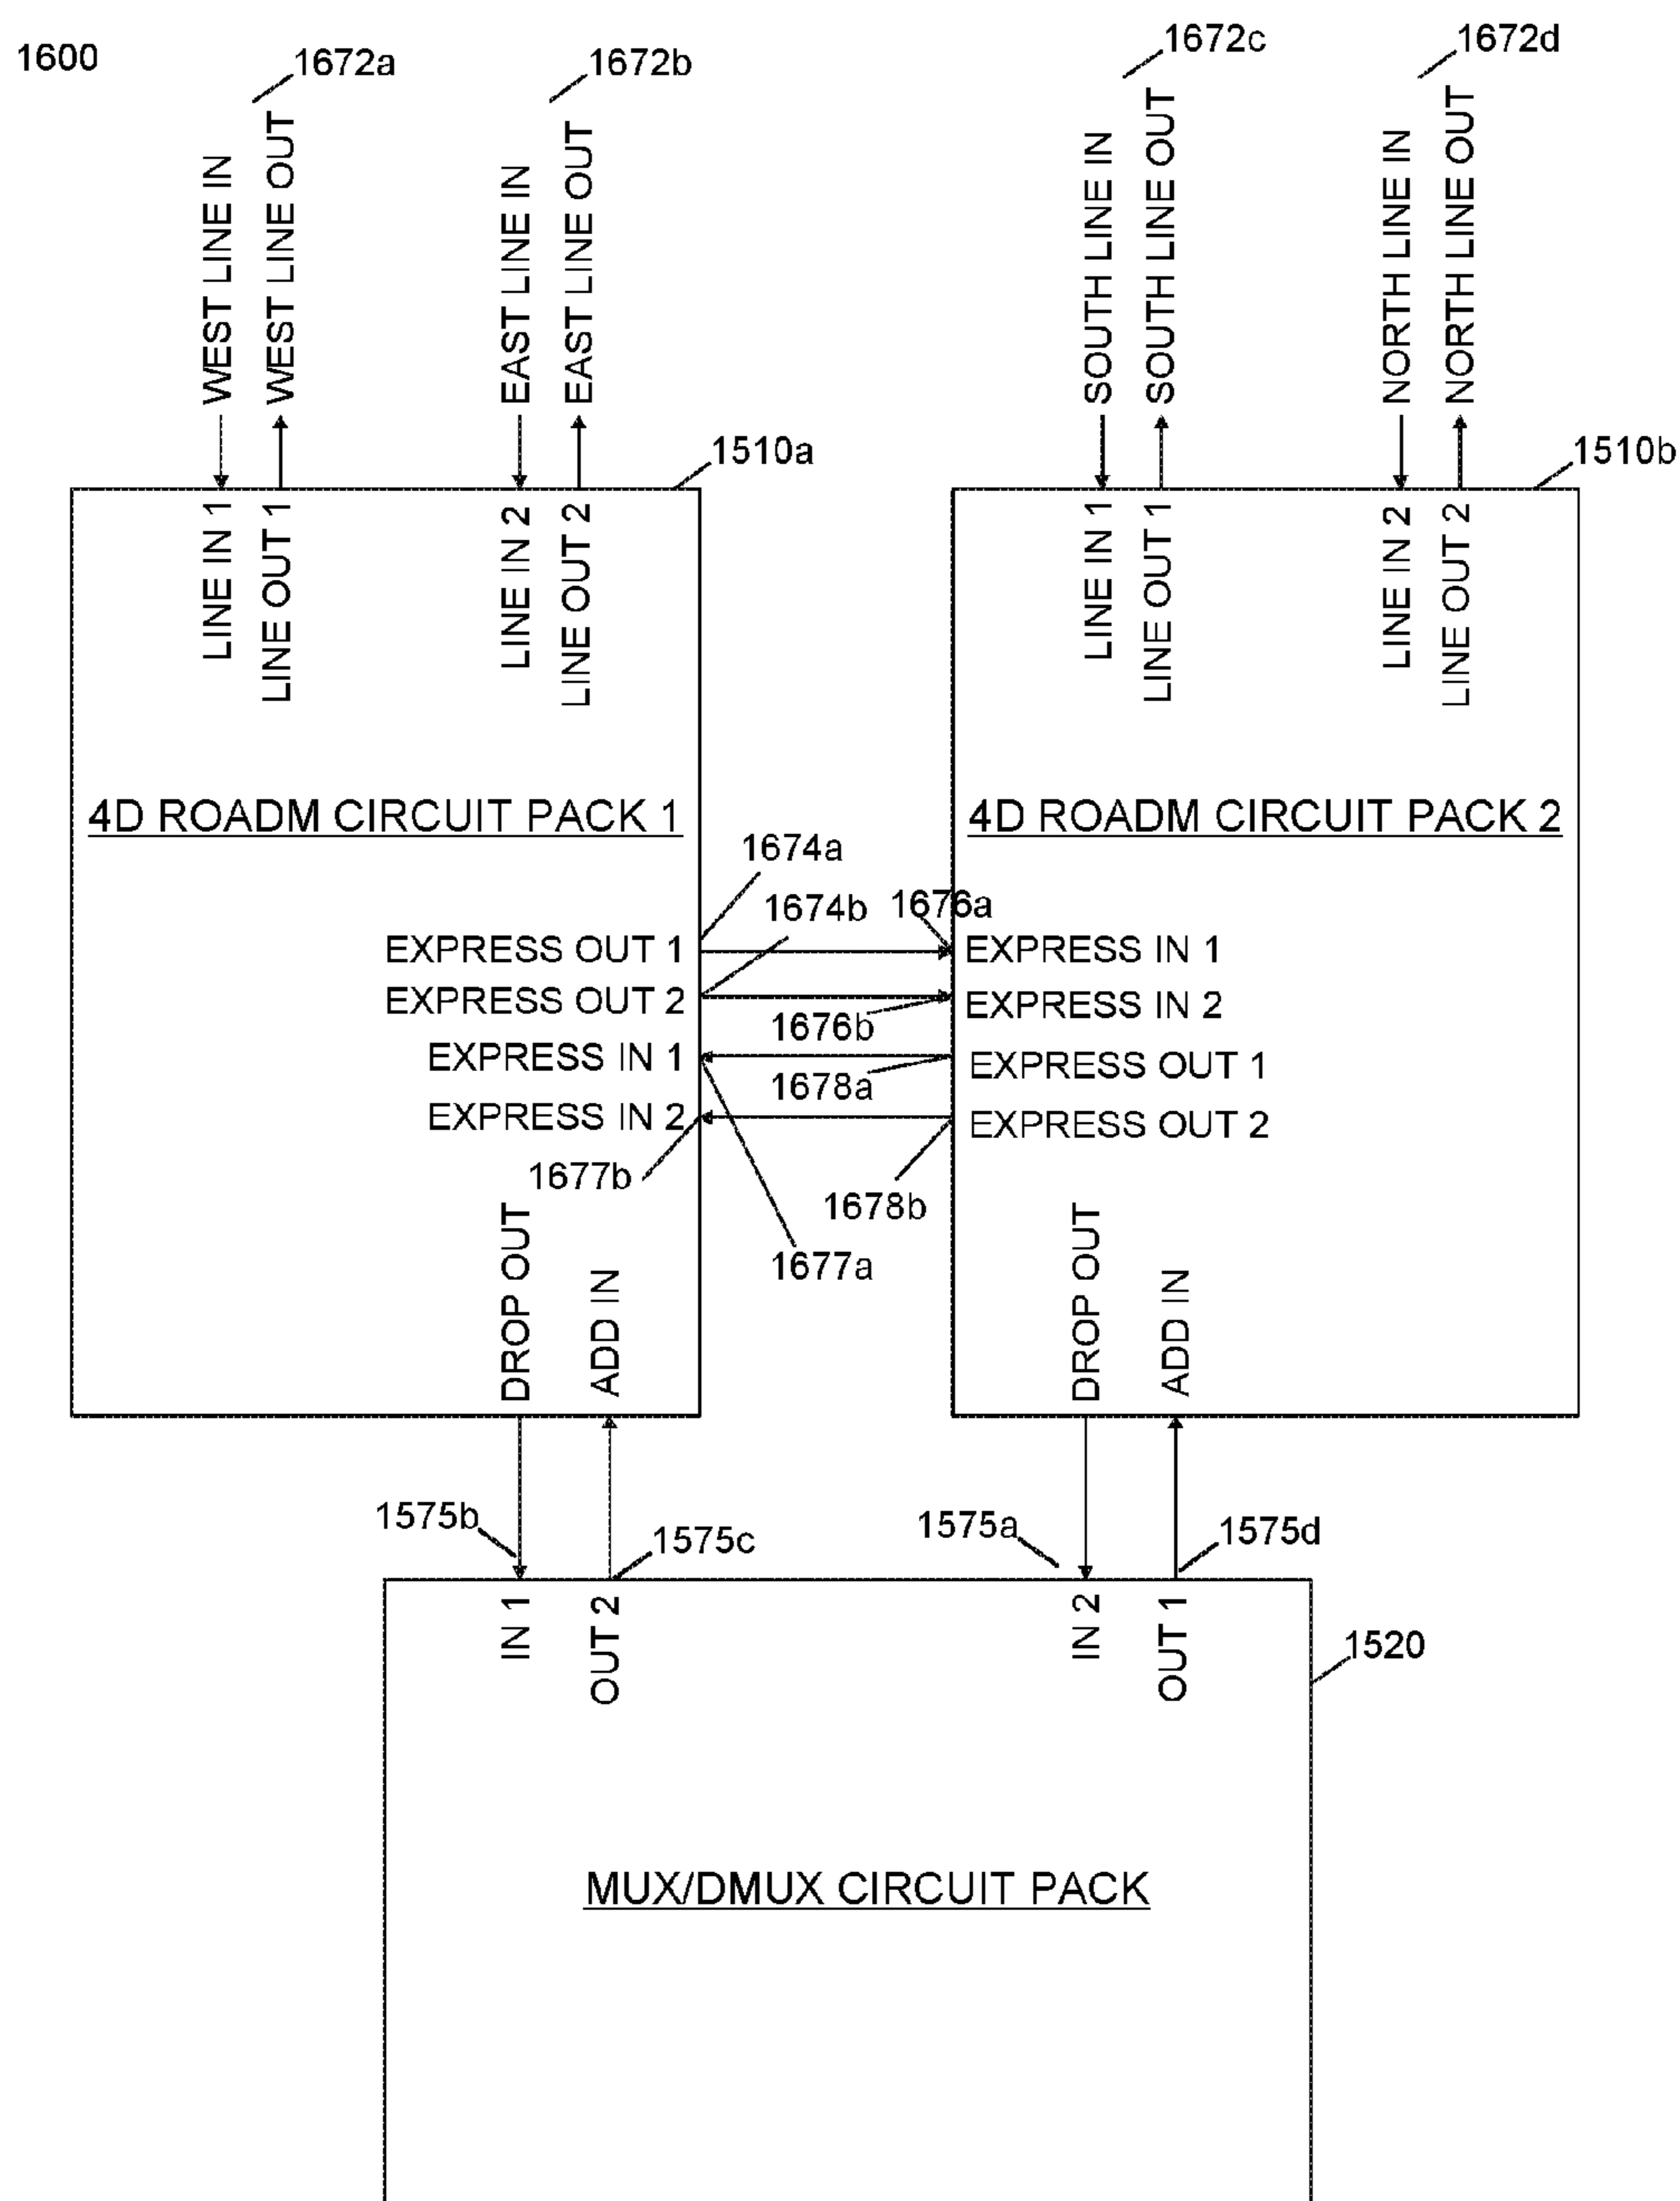 1600
1672a
1672b
1672c
1672d
WEST LINE IN
WEST LINE OUT
EAST LINE IN
EAST LINE OUT
SOUTH LINE IN
SOUTH LINE OUT
NORTH LINE IN
NORTH LINE OUT
1510a
1510b
LINE IN 1
LINE OUT 1
LINE IN 2
LINE OUT 2
LINE IN 1
LINE OUT 1
LINE IN 2
LINE OUT 2
4D ROADM CIRCUIT PACK 1
4D ROADM CIRCUIT PACK 2
1674a
1674b
1676a
EXPRESS OUT 1
EXPRESS IN 1
EXPRESS OUT 2
EXPRESS IN 2
1676b
EXPRESS IN 1
EXPRESS OUT 1
1678a
EXPRESS IN 2
EXPRESS OUT 2
1677b
1678b
1677a
DROP OUT
ADD IN
DROP OUT
ADD IN
1575b
1575c
1575a
1575d
IN 1
OUT 2
IN 2
OUT 1
1520
MUX/DMUX CIRCUIT PACK